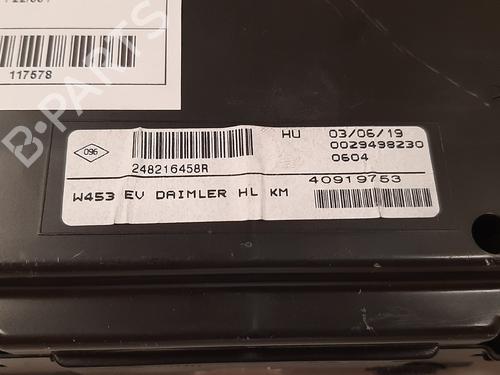 117578
B-PARTS
096
248216458R
HU 03/06/19
0029498230
0604
W453 EV DAIMLER HL KM
40919753